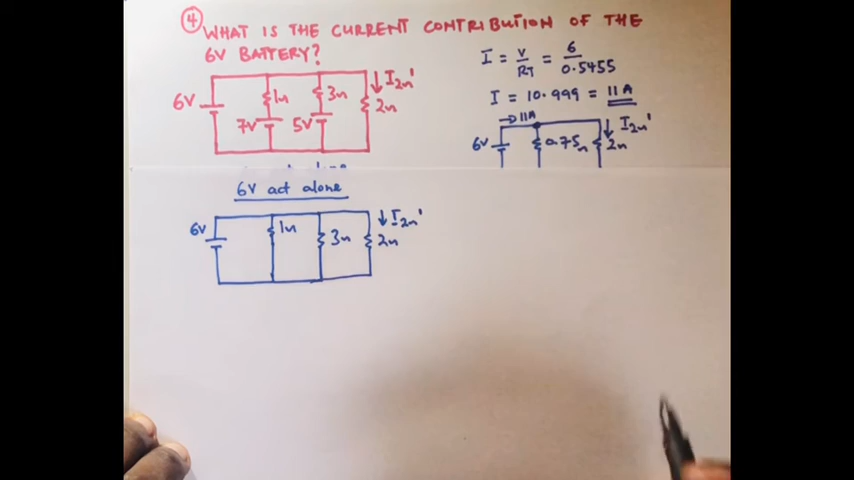 ④ WHAT IS THE CURRENT CONTRIBUTION OF THE
6V BATTERY?
6V
1Ω
3Ω
↓ I2Ω'
2Ω
7V
5V
I = V/RT = 6/0.5455
I = 10.999 = 11A
→ 11A
6V
0.75Ω
↓ I2Ω'
2Ω
6V act alone
6V
1Ω
3Ω
↓ I2Ω'
2Ω